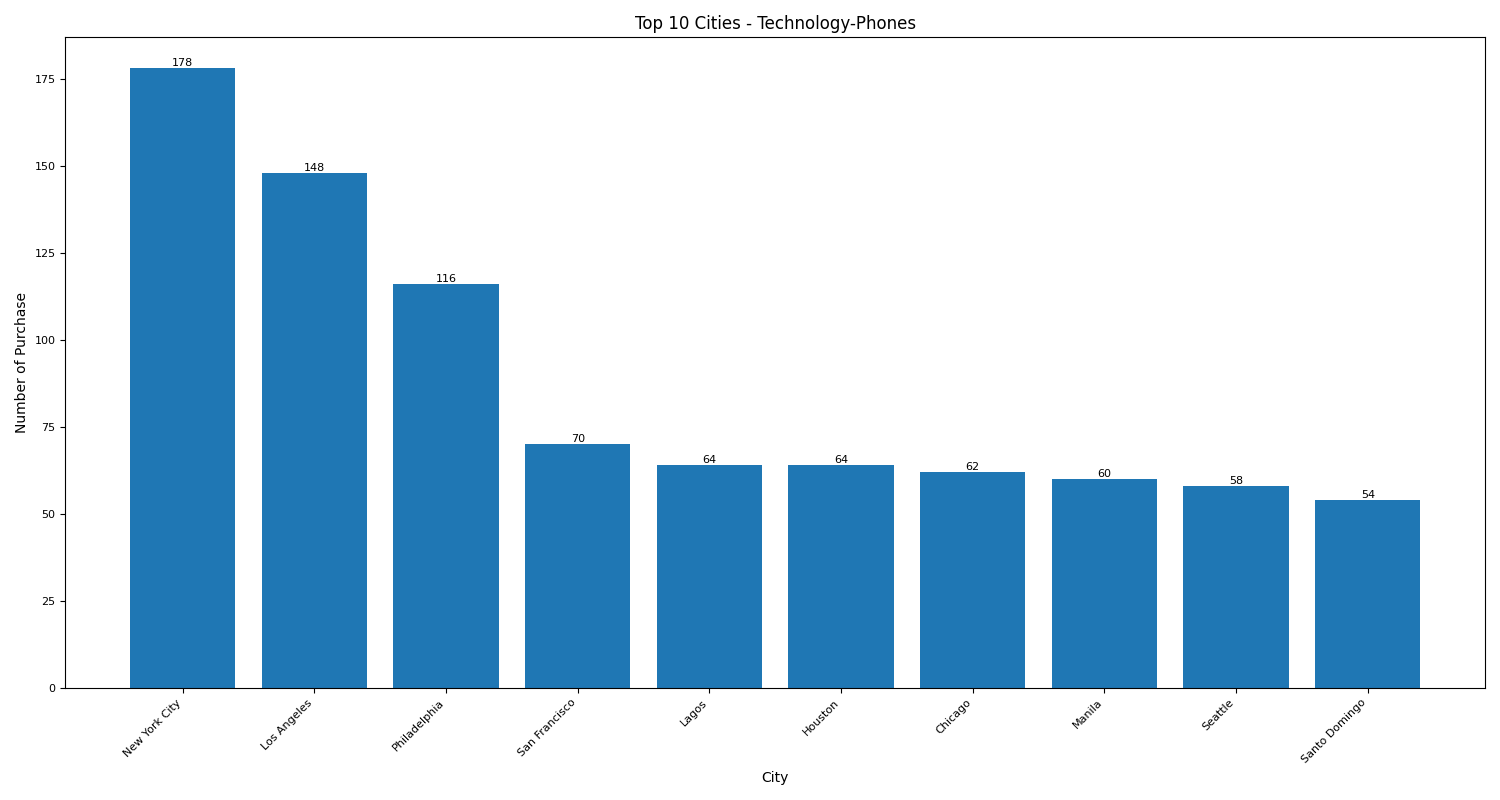 Top 10 Cities - Technology-Phones
Number of Purchase
175
150
125
100
75
50
25
0
178
148
116
70
64
64
62
60
58
54
New York City
Los Angeles
Philadelphia
San Francisco
Lagos
Houston
Chicago
Manila
Seattle
Santo Domingo
City